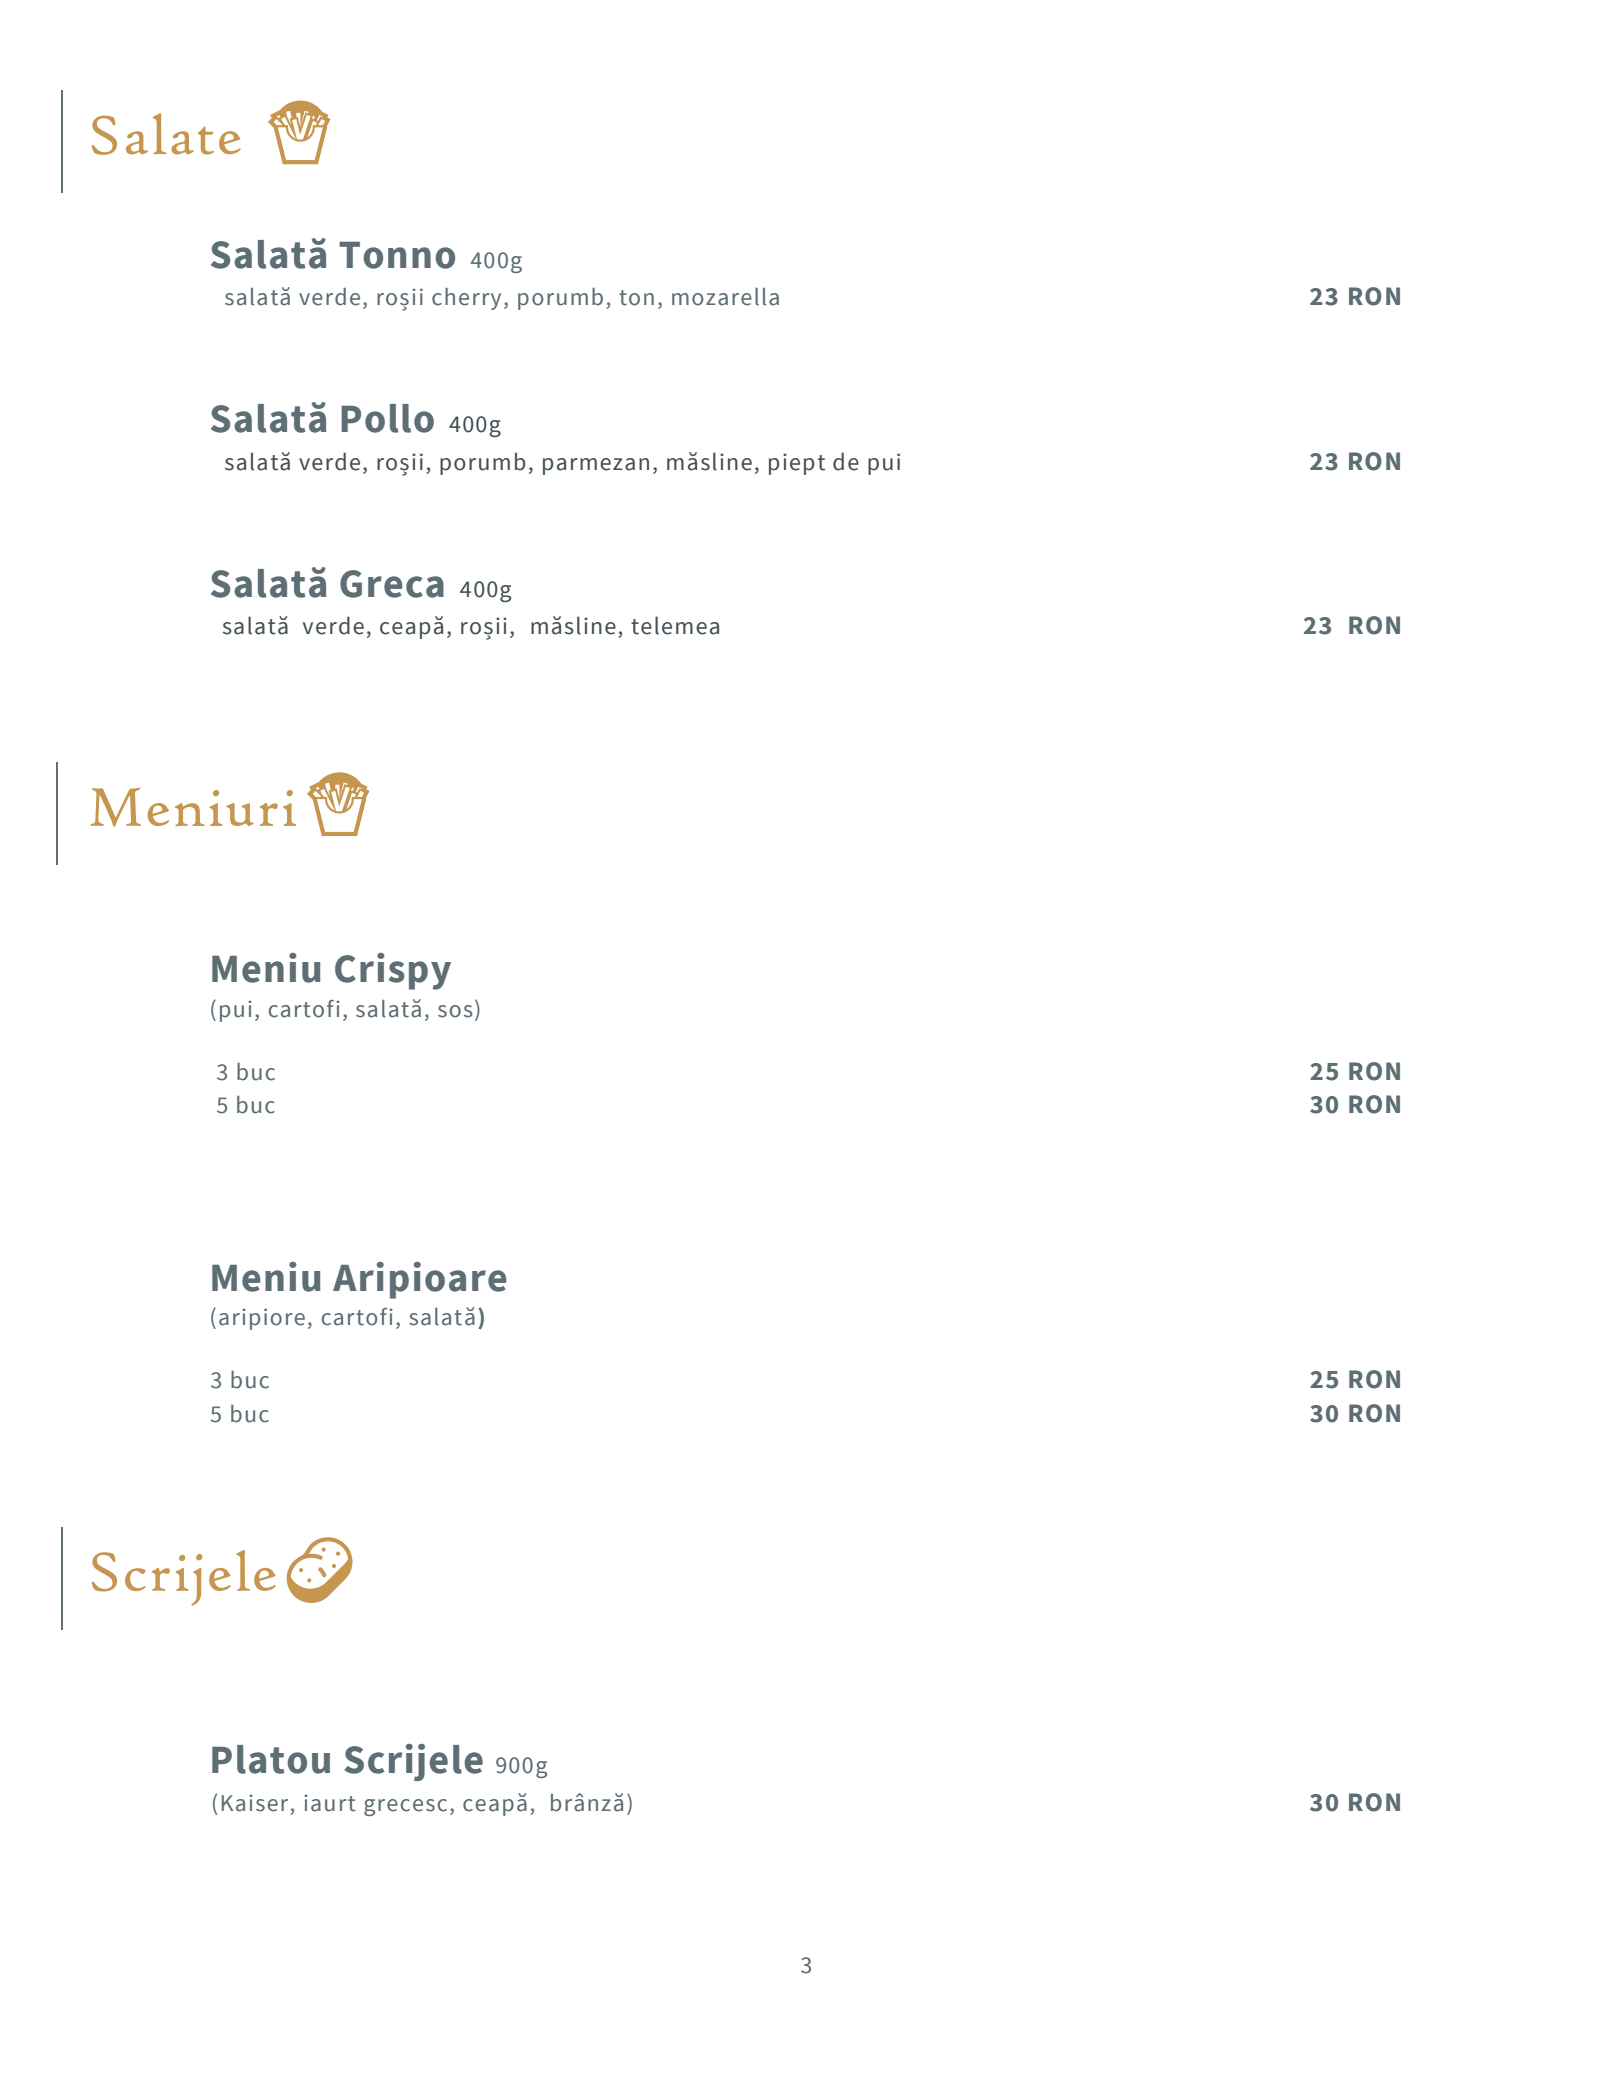 Salate
Salată Tonno 400g
salată verde, roșii cherry, porumb, ton, mozarella 23 RON
Salată Pollo 400g
salată verde, roșii, porumb, parmezan, măsline, piept de pui 23 RON
Salată Greca 400g
salată verde, ceapă, roșii, măsline, telemea 23 RON
Meniuri
Meniu Crispy
(pui, cartofi, salată, sos)
3 buc 25 RON
5 buc 30 RON
Meniu Aripioare
(aripiore, cartofi, salată)
3 buc 25 RON
5 buc 30 RON
Scrijele
Platou Scrijele 900g
(Kaiser, iaurt grecesc, ceapă, brânză) 30 RON
3